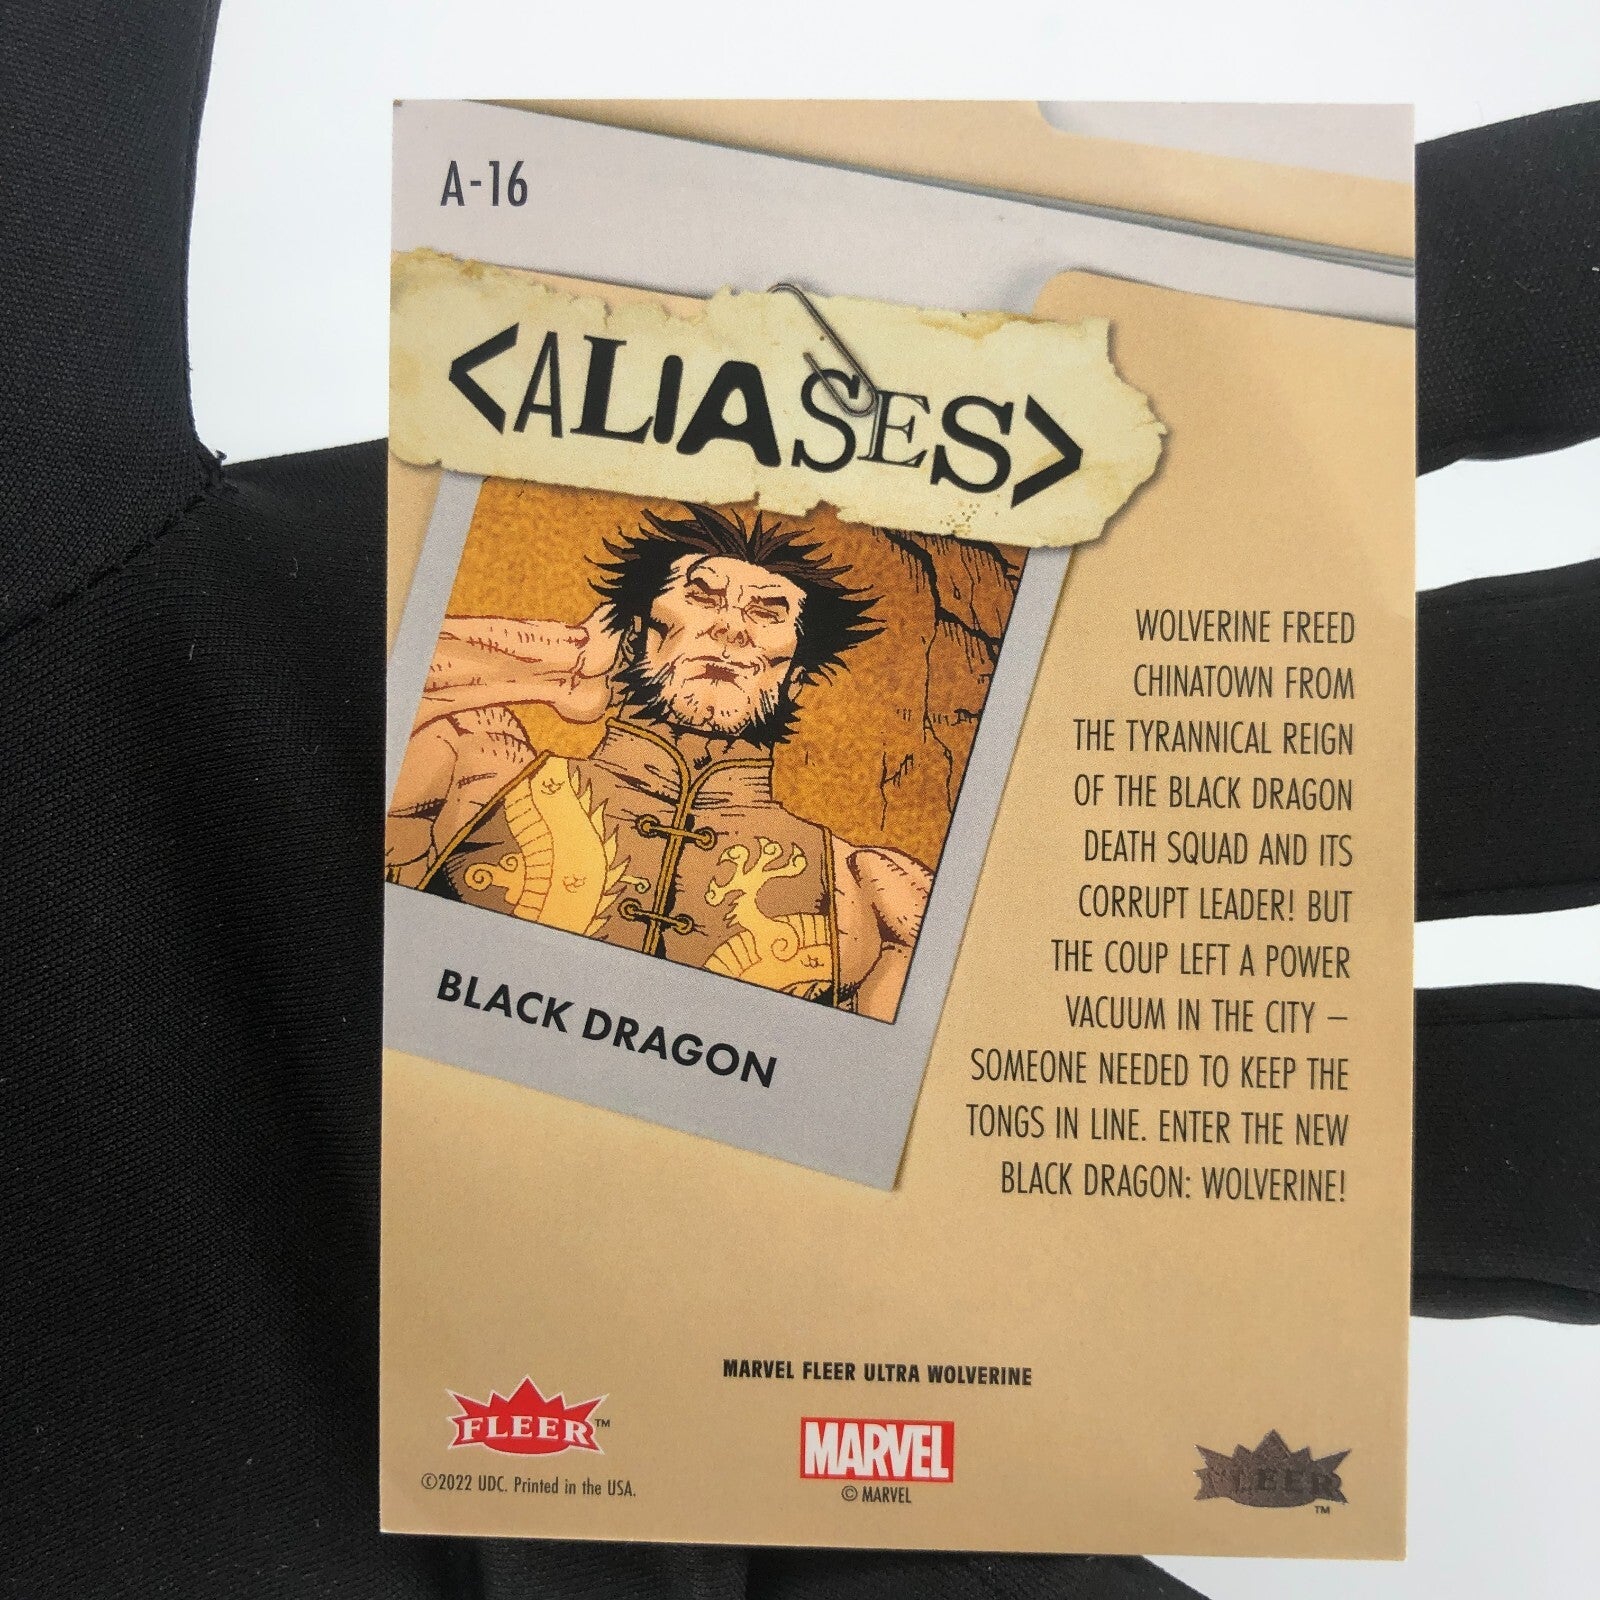 A-16
<ALIASES>
BLACK DRAGON
WOLVERINE FREED
CHINATOWN FROM
THE TYRANNICAL REIGN
OF THE BLACK DRAGON
DEATH SQUAD AND ITS
CORRUPT LEADER! BUT
THE COUP LEFT A POWER
VACUUM IN THE CITY –
SOMEONE NEEDED TO KEEP THE
TONGS IN LINE. ENTER THE NEW
BLACK DRAGON: WOLVERINE!
MARVEL FLEER ULTRA WOLVERINE
FLEER™
MARVEL
FLEER™
©2022 UDC. Printed in the USA.
© MARVEL